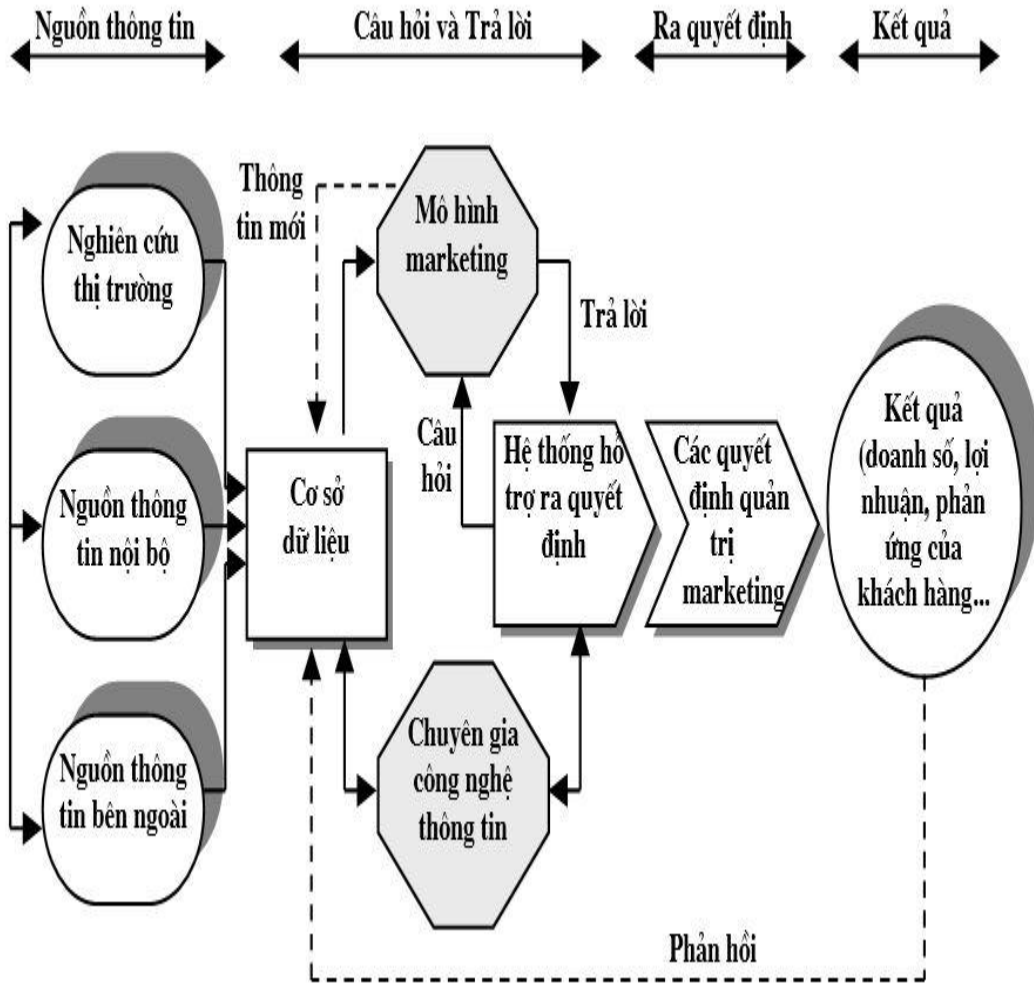 Nguồn thông tin
Câu hỏi và Trả lời
Ra quyết định
Kết quả
Nghiên cứu
thị trường
Nguồn thông
tin nội bộ
Nguồn thông
tin bên ngoài
Thông
tin mới
Mô hình
marketing
Trả lời
Câu
hỏi
Cơ sở
dữ liệu
Hệ thống hỗ
trợ ra quyết
định
Các quyết
định quản
trị
marketing
Kết quả
(doanh số, lợi
nhuận, phản
ứng của
khách hàng...
Chuyên gia
công nghệ
thông tin
Phản hồi